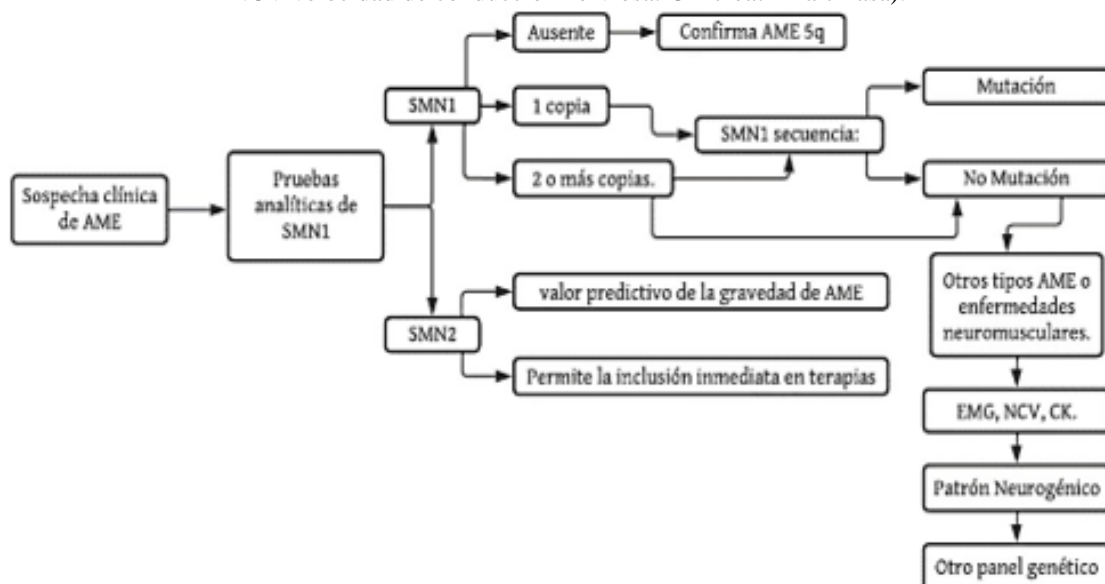 Ausente
Confirma AME 5q
SMN1
1 copia
Mutación
SMN1 secuencia:
2 o más copias.
No Mutación
Sospecha clínica
de AME
Pruebas
analíticas de
SMN1
Otros tipos AME o
enfermedades
neuromusculares.
valor predictivo de la gravedad de AME
SMN2
Permite la inclusión inmediata en terapias
EMG, NCV, CK.
Patrón Neurogénico
Otro panel genético